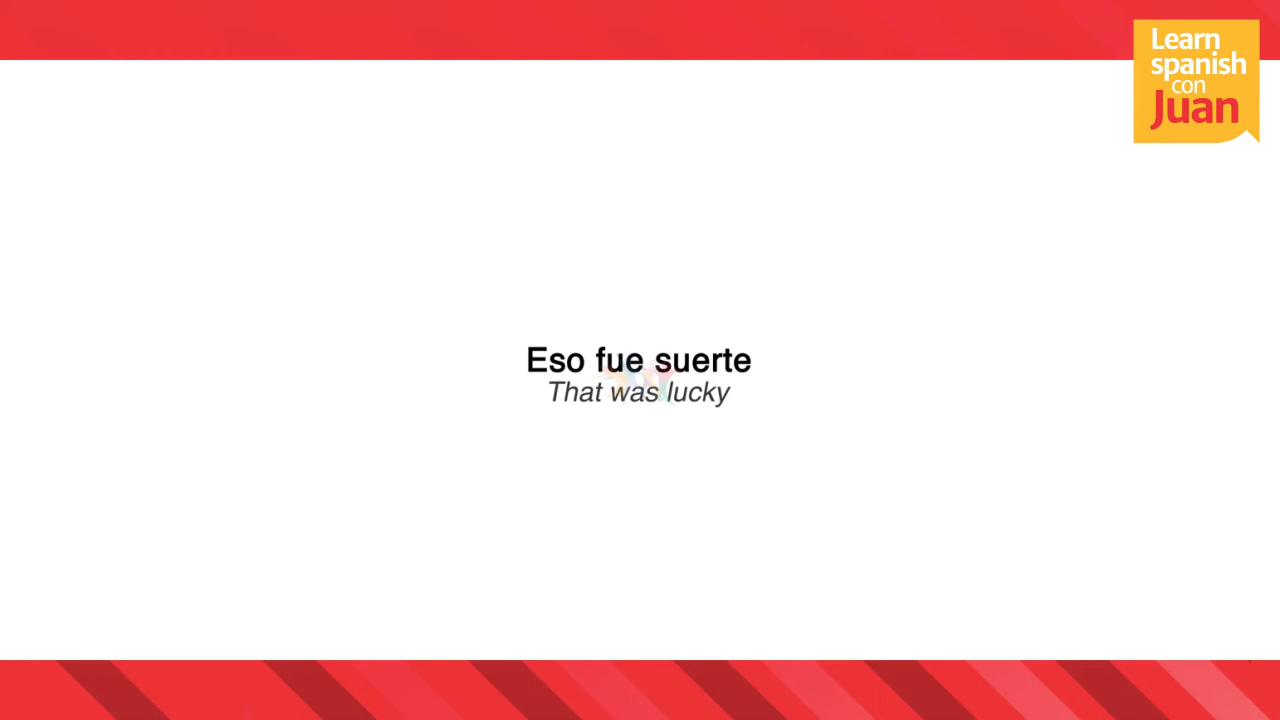 Learn
spanish
con
Juan
Eso fue suerte
That was lucky